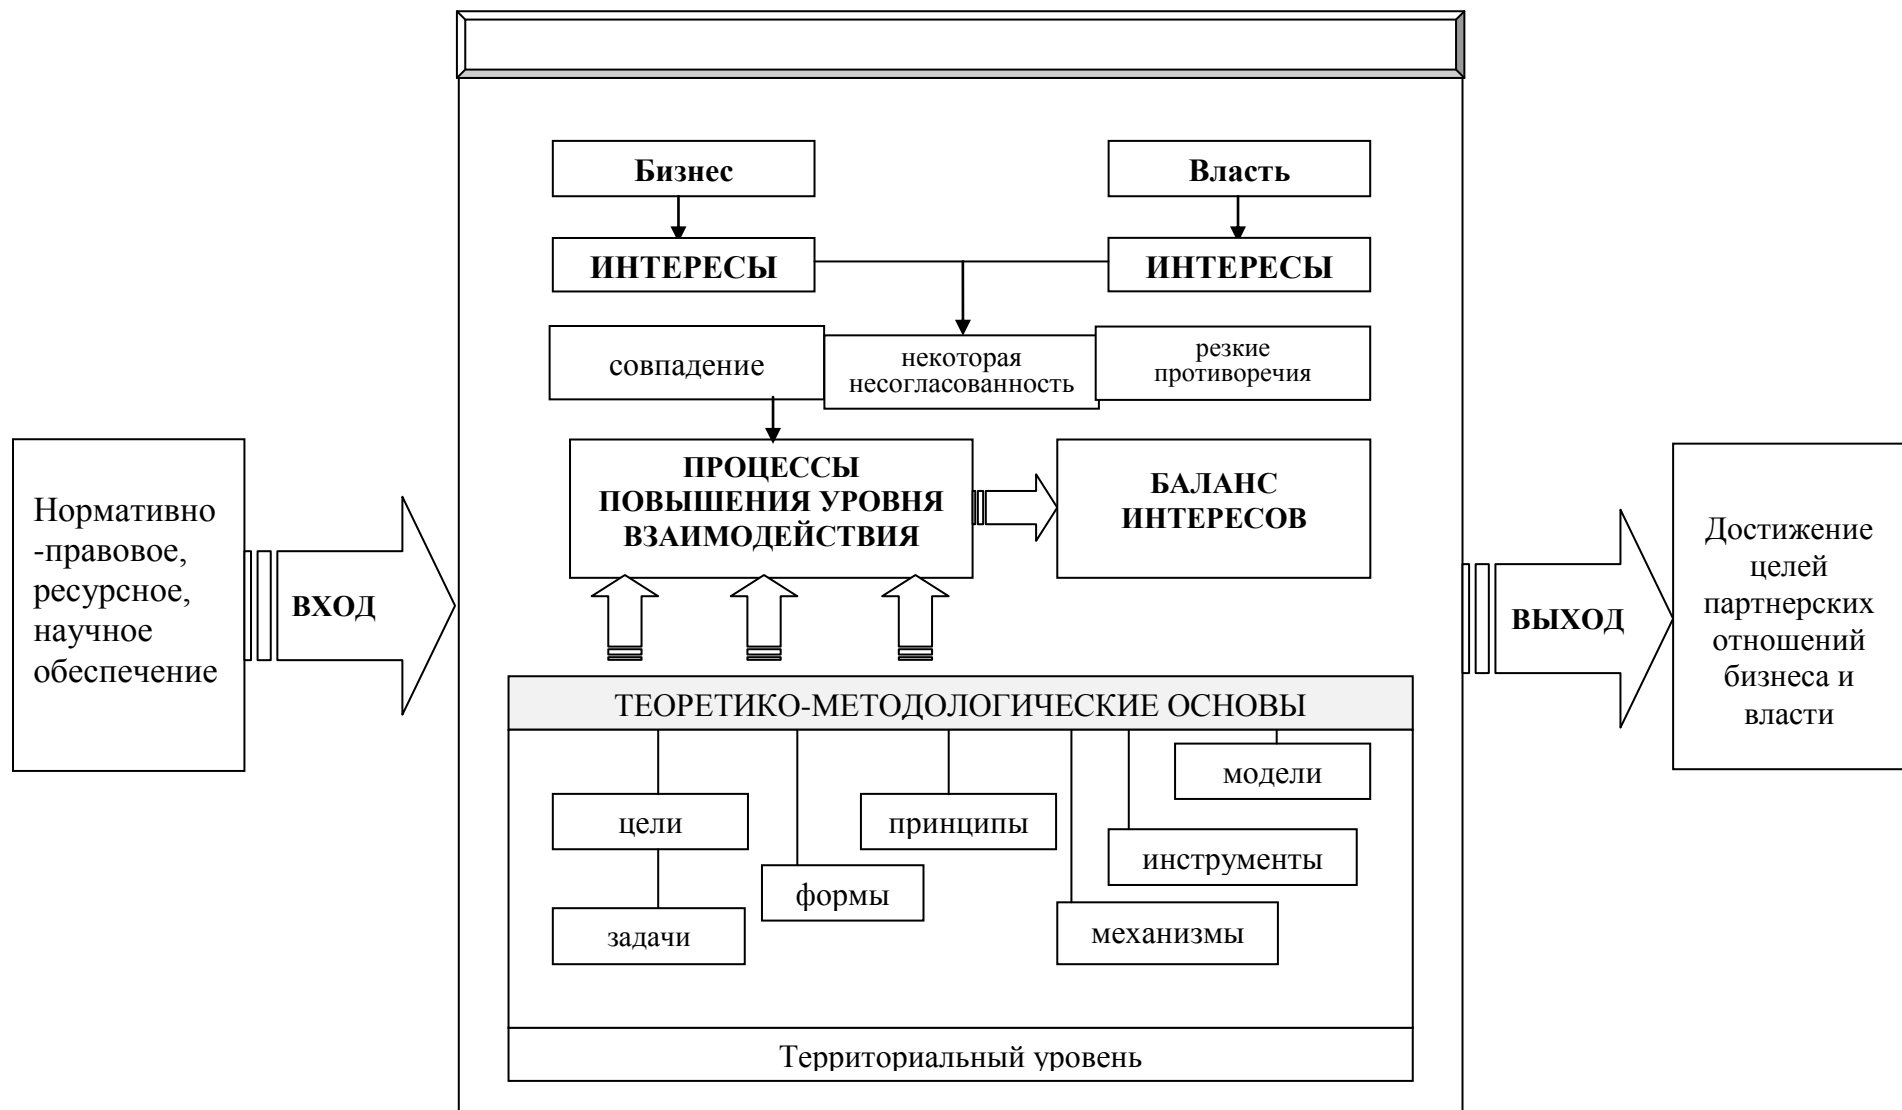 Бизнес
Власть
ИНТЕРЕСЫ
ИНТЕРЕСЫ
совпадение
некоторая
несогласованность
резкие
противоречия
ПРОЦЕССЫ
ПОВЫШЕНИЯ УРОВНЯ
ВЗАИМОДЕЙСТВИЯ
БАЛАНС
ИНТЕРЕСОВ
Нормативно
-правовое,
ресурсное,
научное
обеспечение
ВХОД
ВЫХОД
Достижение
целей
партнерских
отношений
бизнеса и
власти
ТЕОРЕТИКО-МЕТОДОЛОГИЧЕСКИЕ ОСНОВЫ
модели
цели
принципы
инструменты
формы
задачи
механизмы
Территориальный уровень